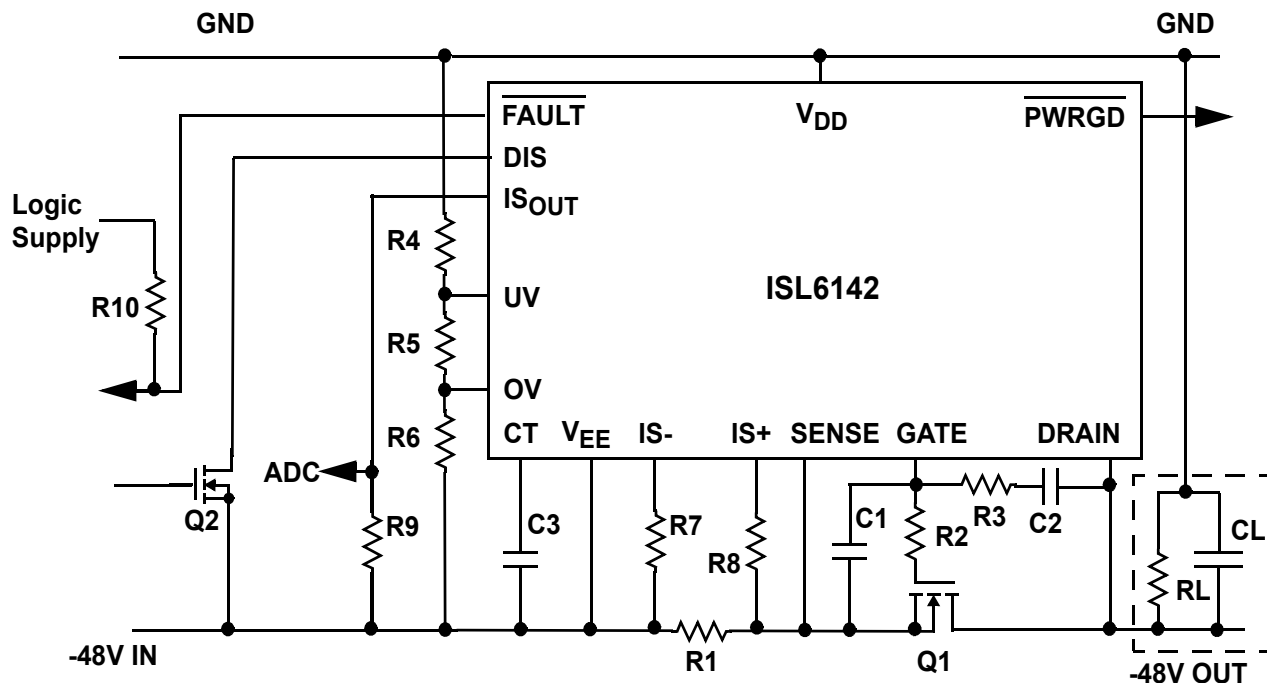 GND
GND
FAULT
VDD
PWRGD
DIS
ISOUT
Logic
Supply
R4
R10
UV
ISL6142
R5
OV
R6
CT
VEE
IS-
IS+
SENSE
GATE
DRAIN
ADC
Q2
R9
C3
R7
R8
C1
R2
R3
C2
CL
RL
-48V IN
R1
Q1
-48V OUT